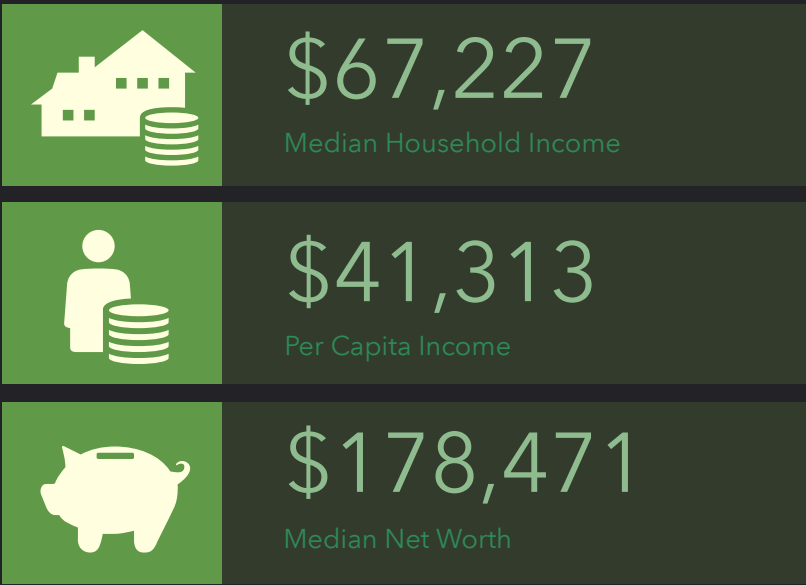 $67,227
Median Household Income
$41,313
Per Capita Income
$178,471
Median Net Worth